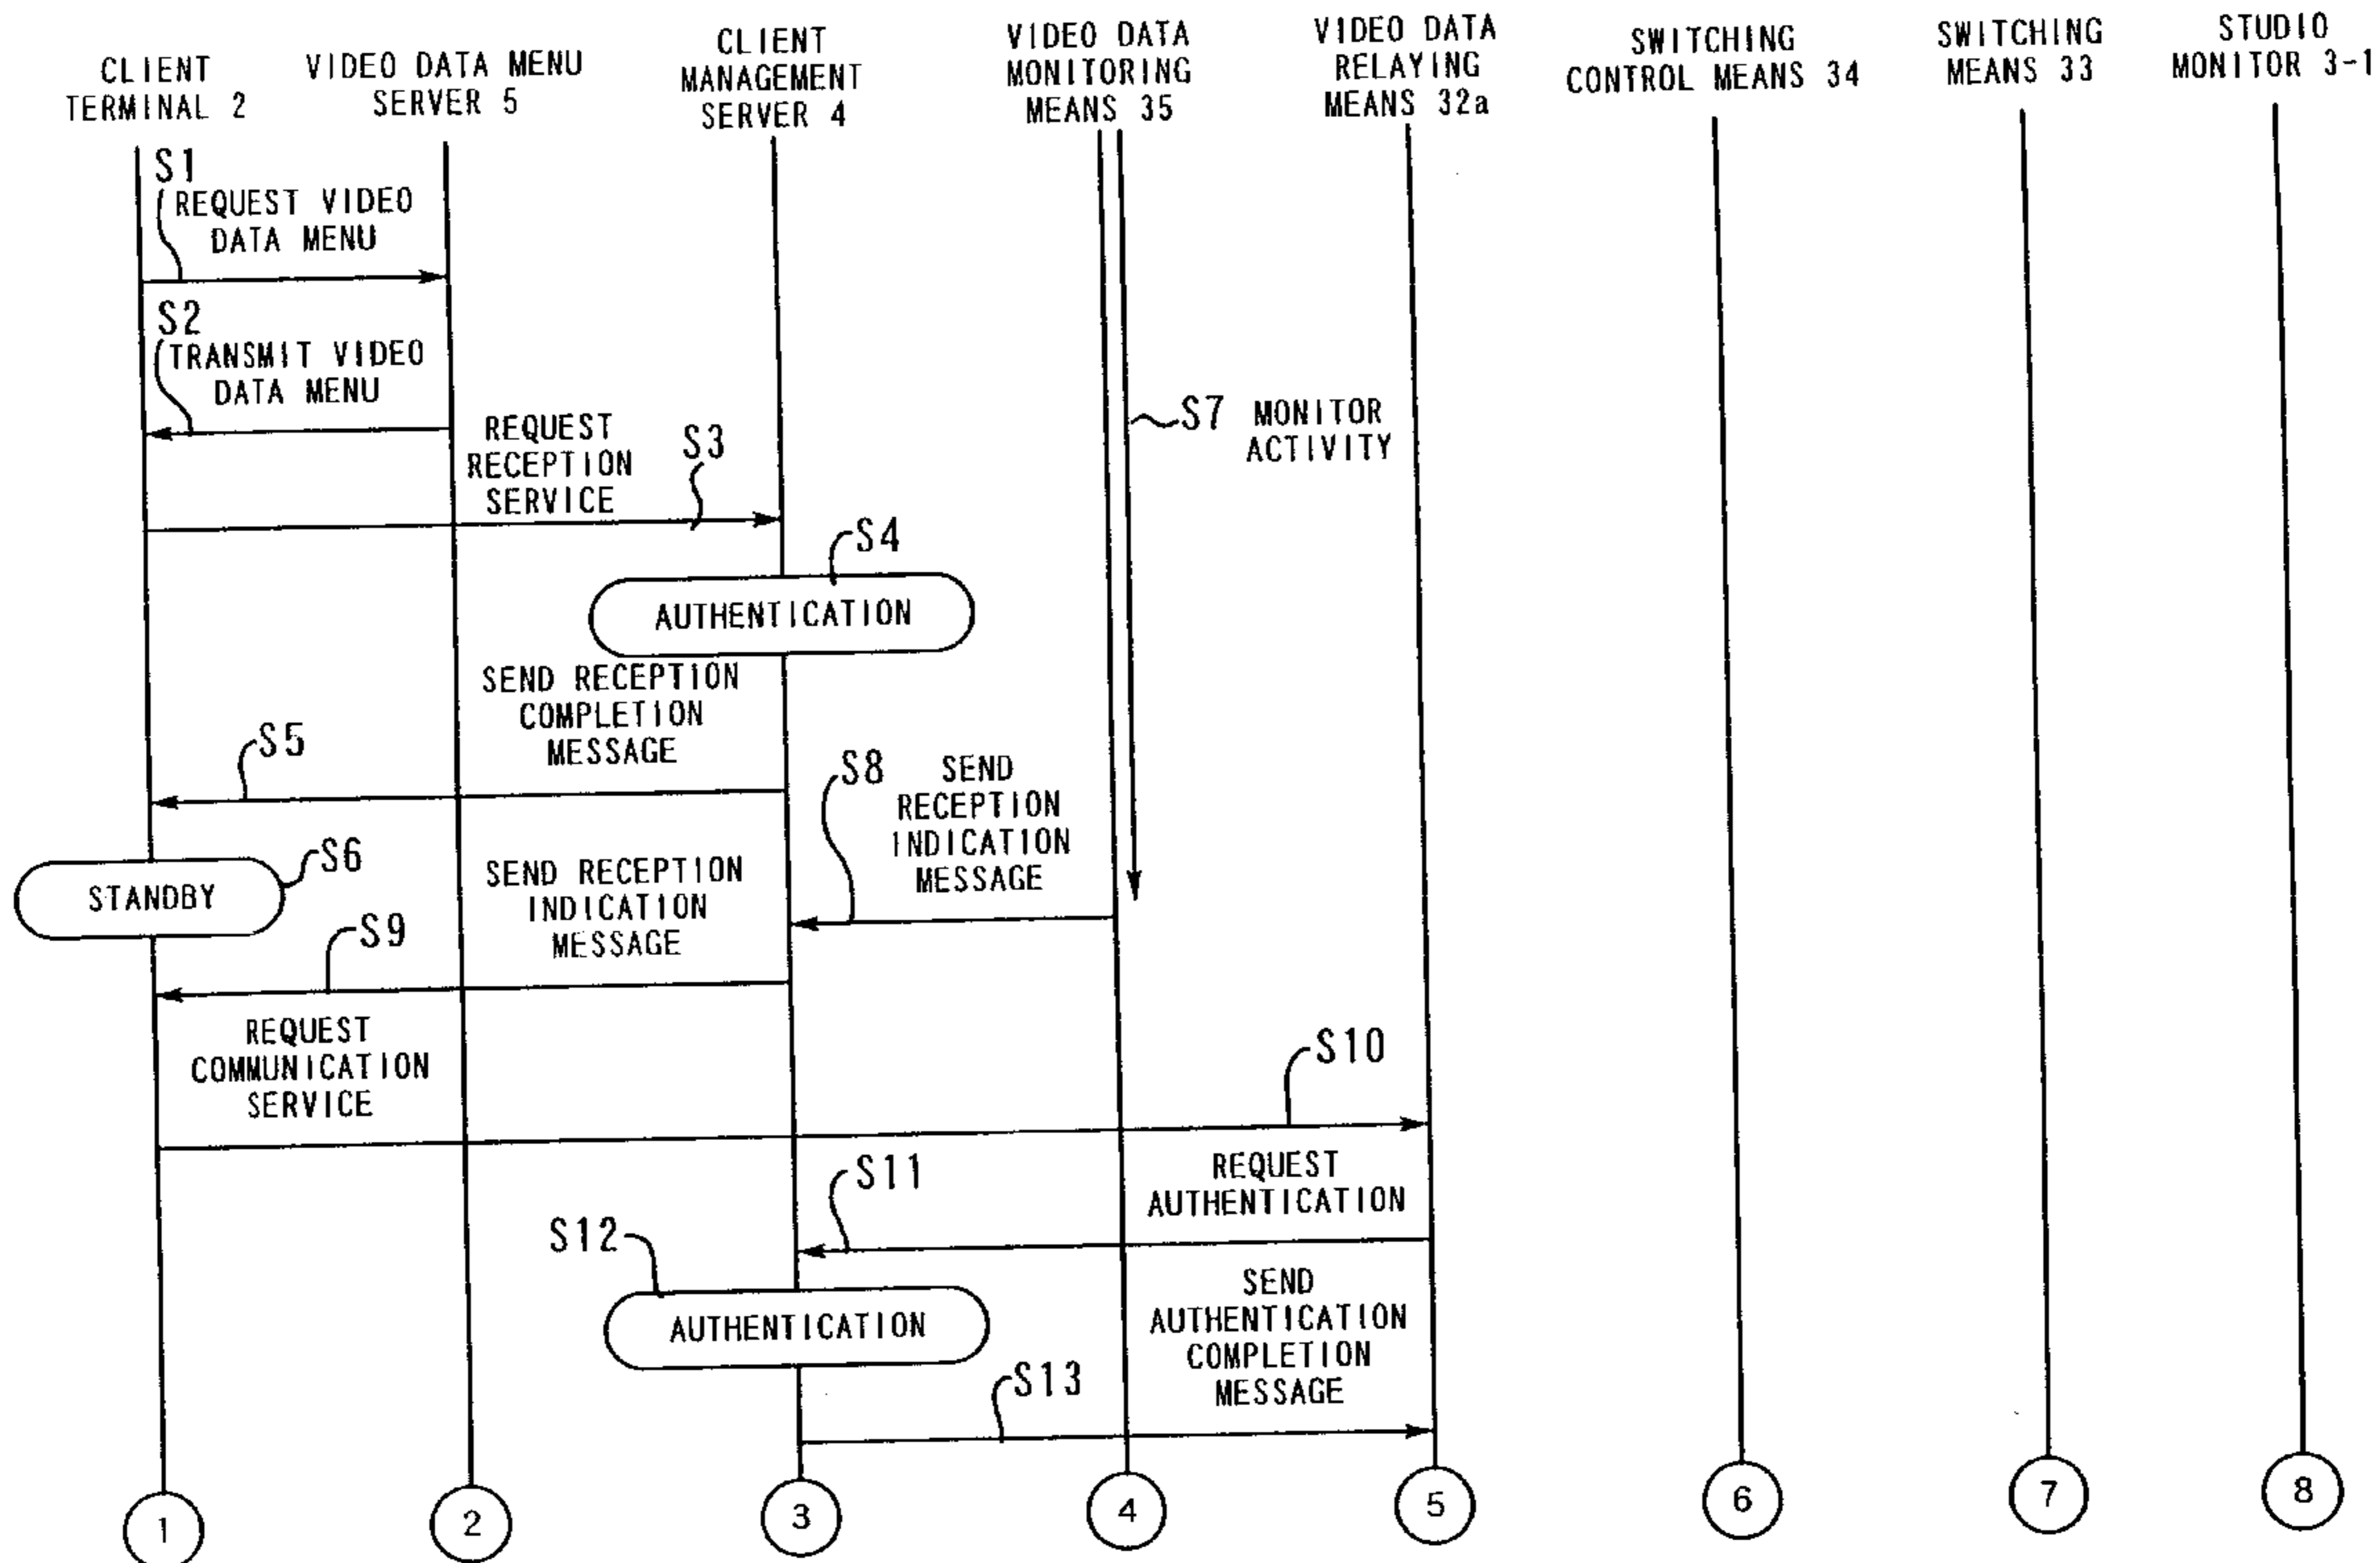 CLIENT
TERMINAL 2
VIDEO DATA MENU
SERVER 5
CLIENT
MANAGEMENT
SERVER 4
VIDEO DATA
MONITORING
MEANS 35
VIDEO DATA
RELAYING
MEANS 32a
SWITCHING
CONTROL MEANS 34
SWITCHING
MEANS 33
STUDIO
MONITOR 3-1
S1
REQUEST VIDEO
DATA MENU
S2
TRANSMIT VIDEO
DATA MENU
REQUEST
RECEPTION
SERVICE
S3
S7 MONITOR
ACTIVITY
S4
AUTHENTICATION
SEND RECEPTION
COMPLETION
MESSAGE
S5
S8
SEND
RECEPTION
INDICATION
MESSAGE
S6
STANDBY
SEND RECEPTION
INDICATION
MESSAGE
S9
REQUEST
COMMUNICATION
SERVICE
S10
S11
REQUEST
AUTHENTICATION
S12
AUTHENTICATION
SEND
AUTHENTICATION
COMPLETION
MESSAGE
S13
1
2
3
4
5
6
7
8